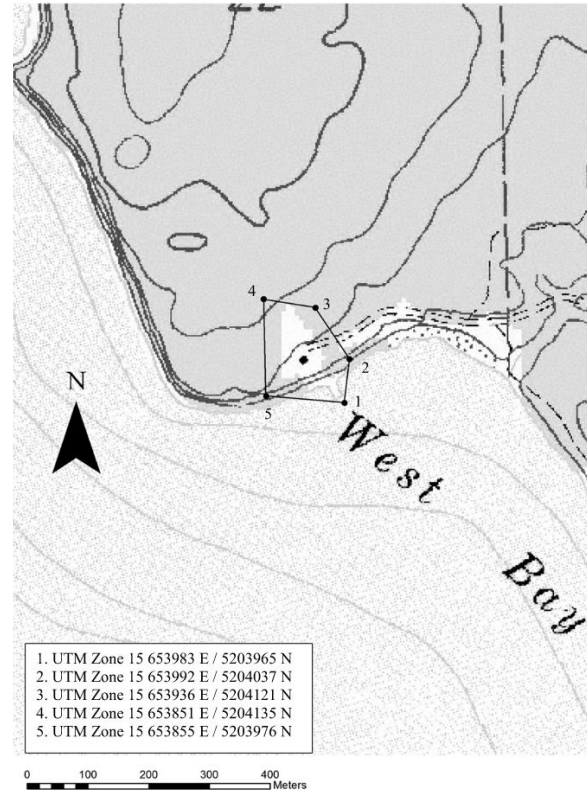 4
3
2
5
1
N
West
Bay
1. UTM Zone 15 653983 E / 5203965 N
2. UTM Zone 15 653992 E / 5204037 N
3. UTM Zone 15 653936 E / 5204121 N
4. UTM Zone 15 653851 E / 5204135 N
5. UTM Zone 15 653855 E / 5203976 N
0 50 100 200 300 400
Meters